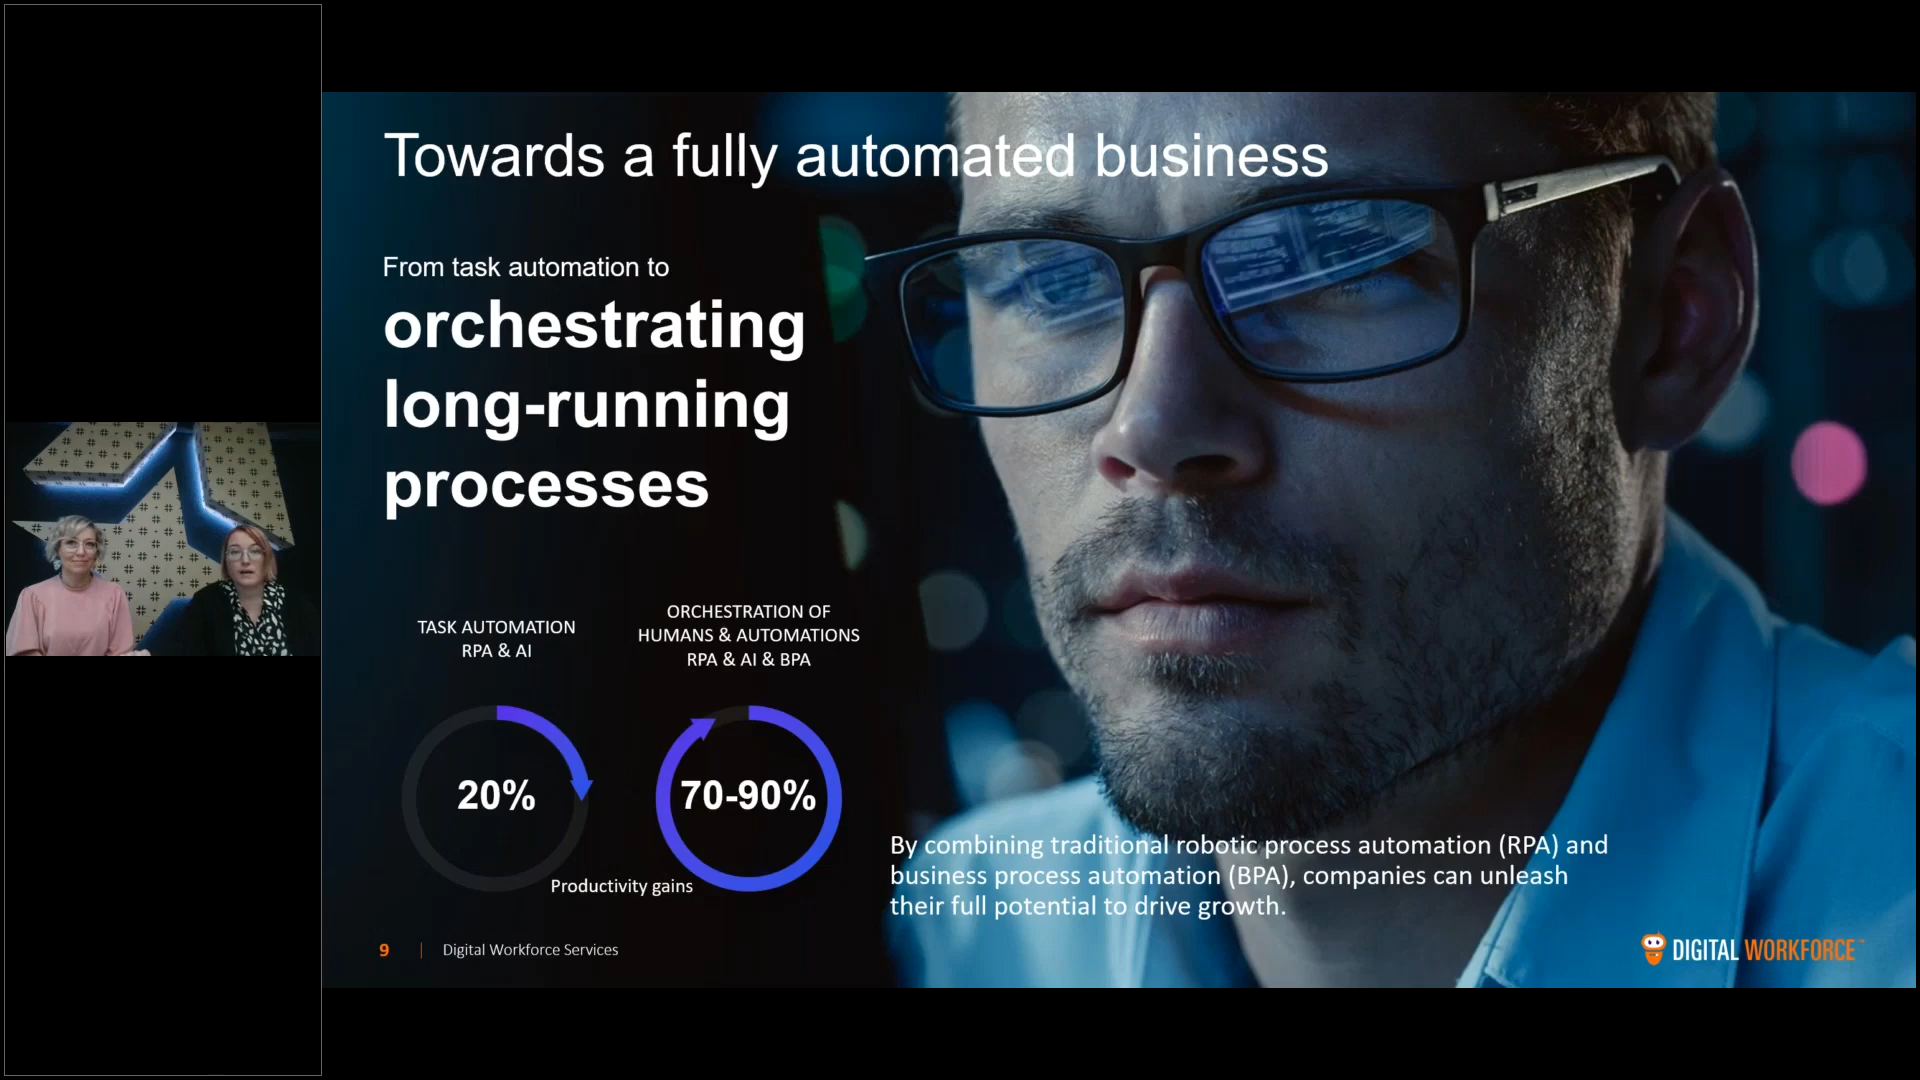 Towards a fully automated business
From task automation to
orchestrating
long-running
processes
TASK AUTOMATION
RPA & AI
ORCHESTRATION OF
HUMANS & AUTOMATIONS
RPA & AI & BPA
20%
70-90%
Productivity gains
By combining traditional robotic process automation (RPA) and
business process automation (BPA), companies can unleash
their full potential to drive growth.
9 | Digital Workforce Services
DIGITAL WORKFORCE™